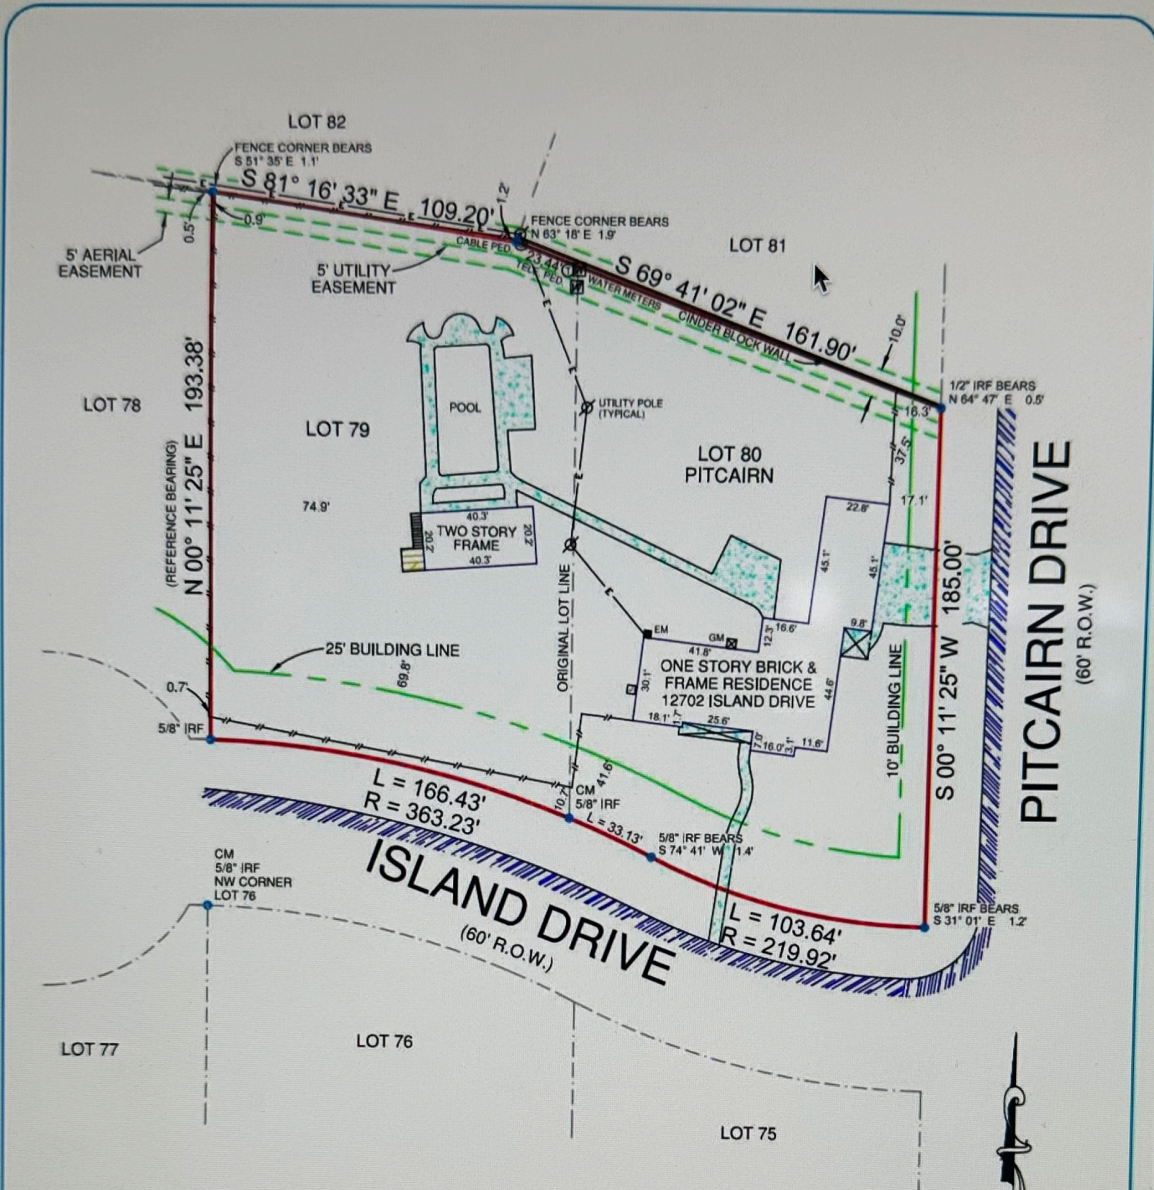 LOT 82
FENCE CORNER BEARS
S 51° 35' E 1.1'
S 81° 16' 33" E 109.20'
1.2'
FENCE CORNER BEARS
N 63° 18' E 1.9'
LOT 81
0.5'
0.9'
5' AERIAL
EASEMENT
5' UTILITY
EASEMENT
CABLE PED.
23.44'
TELE. PED.
WATER METERS
S 69° 41' 02" E 161.90'
CINDER BLOCK WALL
10.0'
1/2" IRF BEARS
N 64° 47' E 0.5'
16.3'
37.5'
LOT 78
N 00° 11' 25" E 193.38'
(REFERENCE BEARING)
LOT 79
POOL
UTILITY POLE
(TYPICAL)
LOT 80
PITCAIRN
74.9'
40.3'
TWO STORY
FRAME
20.2'
20.2'
40.3'
22.8'
17.1'
45.1'
45.1'
ORIGINAL LOT LINE
EM
GM
41.8'
12.3'
16.6'
9.8'
ONE STORY BRICK &
FRAME RESIDENCE
12702 ISLAND DRIVE
30.1'
44.6'
18.1'
1.7'
25.6'
7.0'
16.0'
3.1'
11.6'
10' BUILDING LINE
S 00° 11' 25" W 185.00'
PITCAIRN DRIVE
(60' R.O.W.)
25' BUILDING LINE
69.8'
0.7'
5/8" IRF
41.6'
10.7'
CM
5/8" IRF
L = 166.43'
R = 363.23'
L = 33.13'
5/8" IRF BEARS
S 74° 41' W 1.4'
L = 103.64'
R = 219.92'
5/8" IRF BEARS
S 31° 01' E 1.2'
ISLAND DRIVE
(60' R.O.W.)
CM
5/8" IRF
NW CORNER
LOT 76
LOT 77
LOT 76
LOT 75